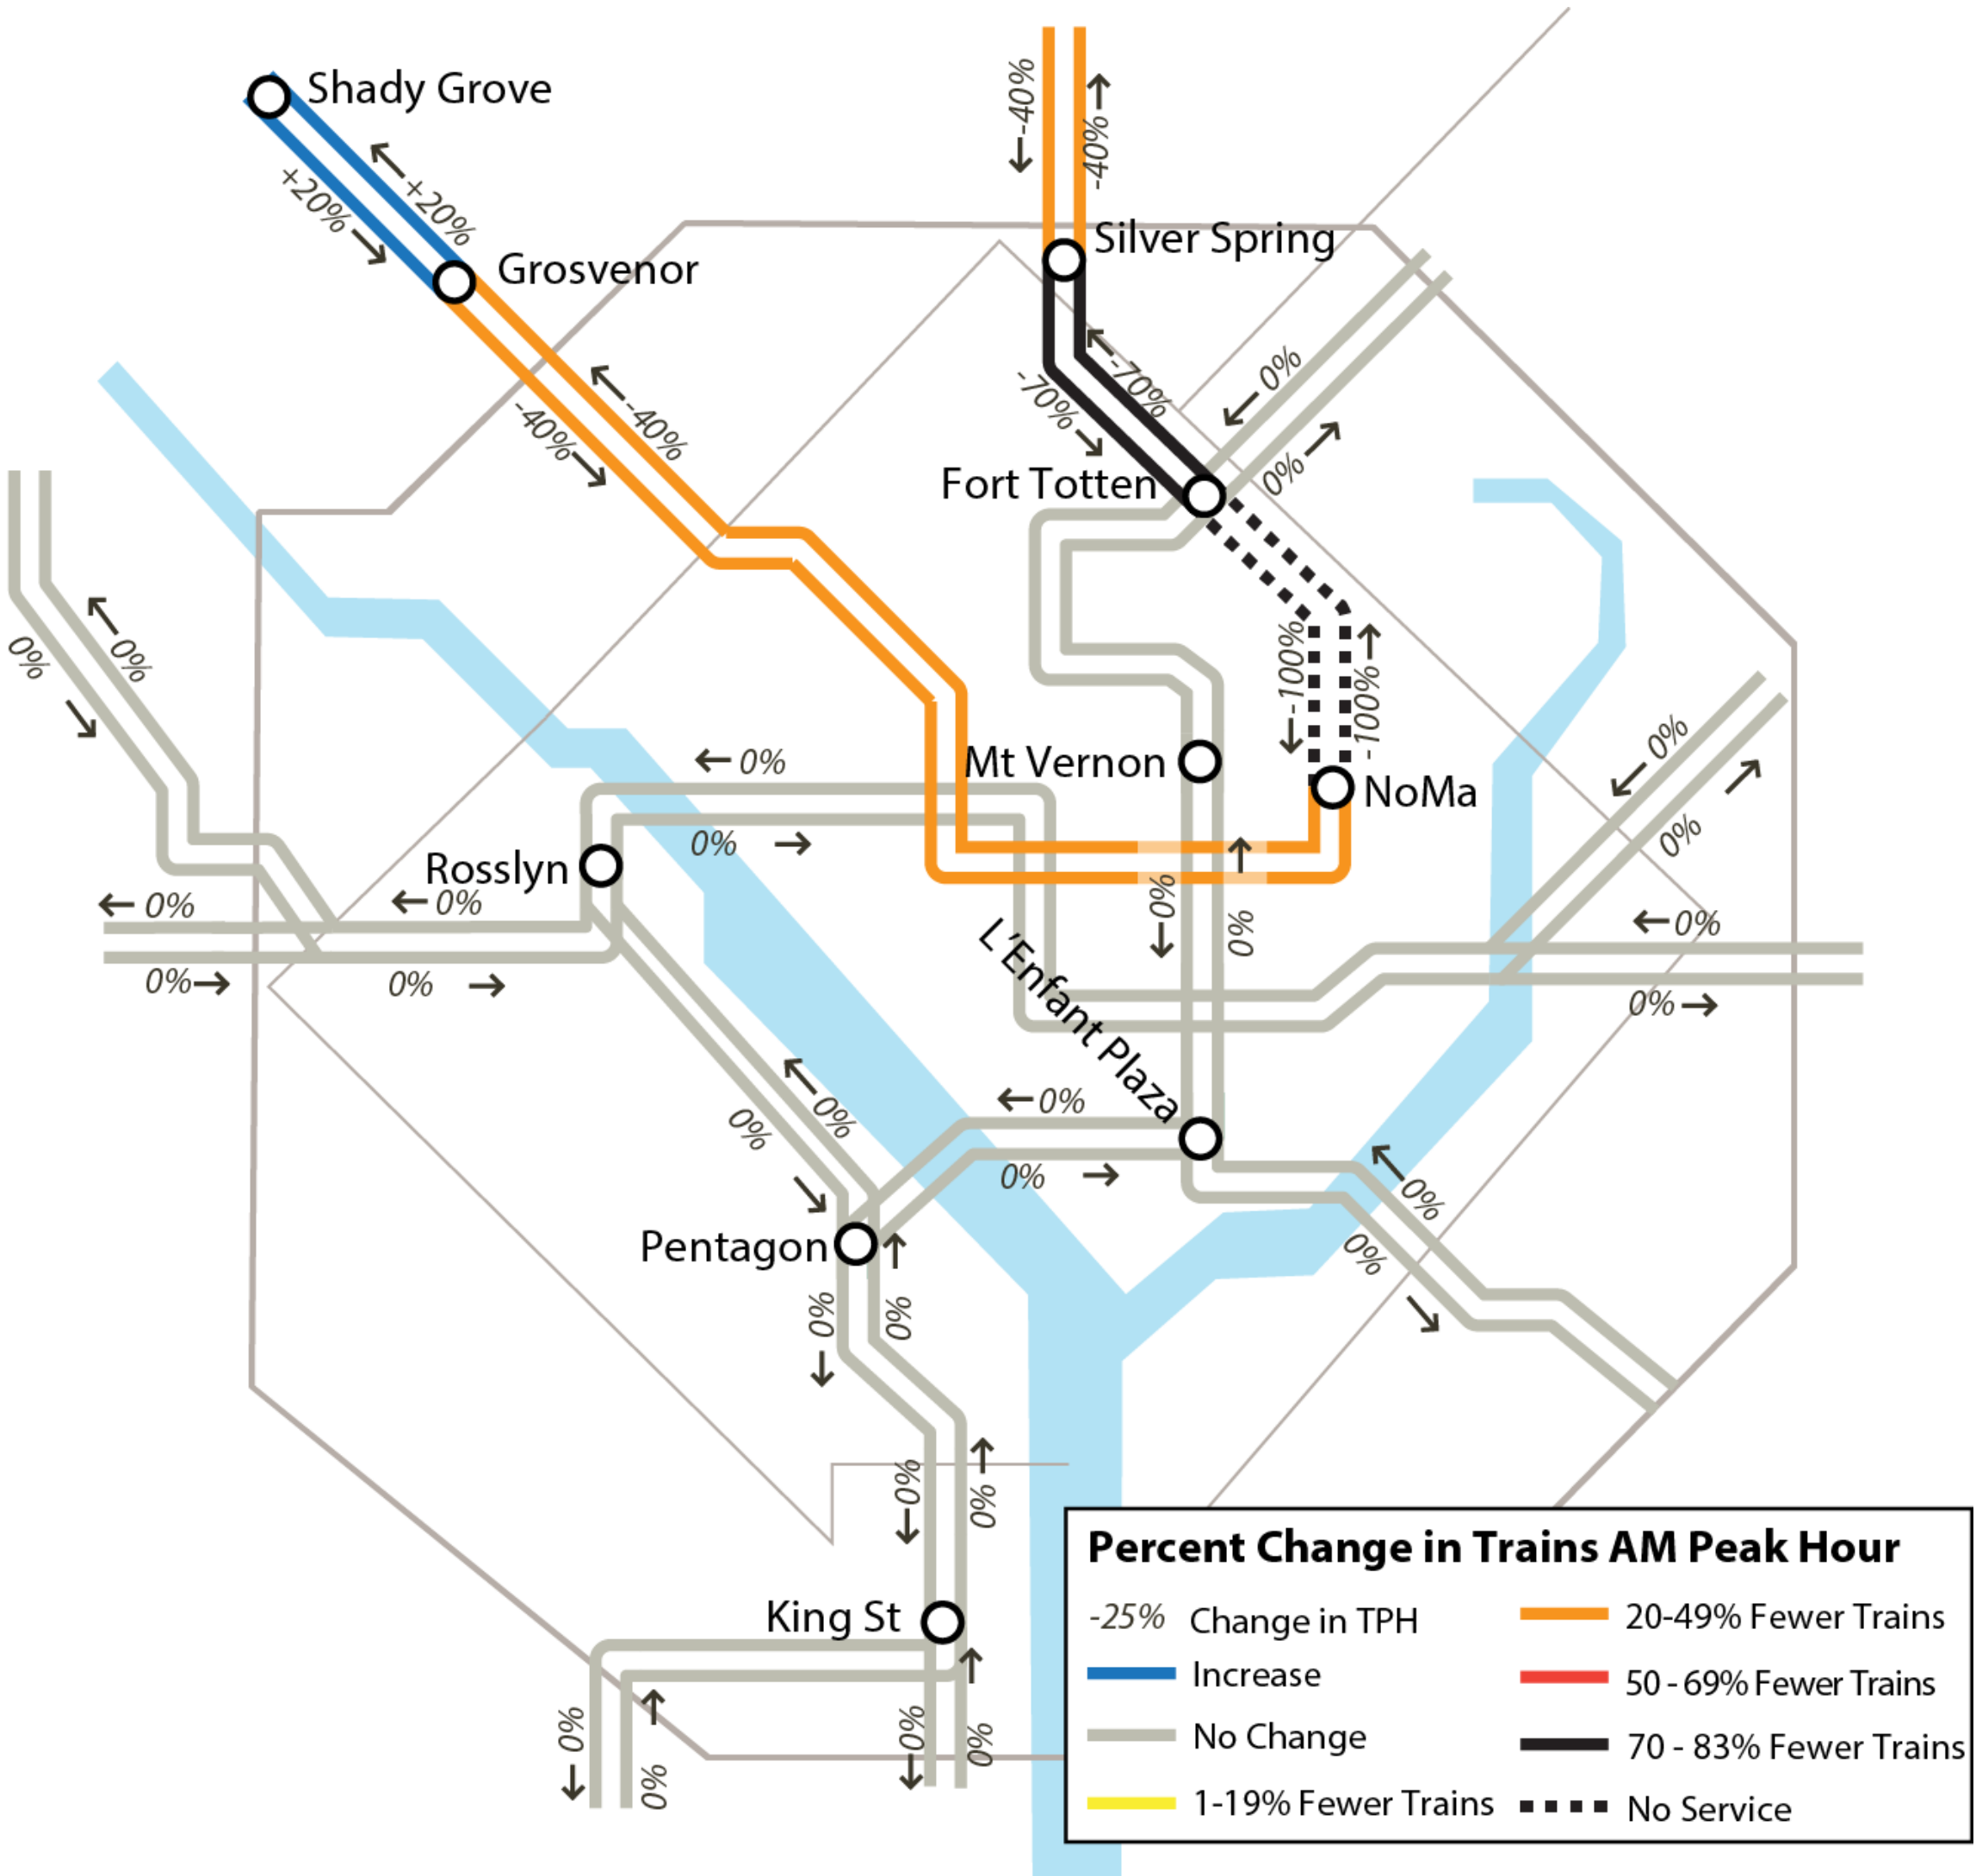 Shady Grove
+20%
+20%
Grosvenor
-40%
-40%
Silver Spring
-40%
-40%
-70%
-70%
0%
0%
Fort Totten
-100%
-100%
0%
0%
0%
Mt Vernon
NoMa
0%
0%
0%
Rosslyn
0%
0%
0%
0%
0%
0%
0%
0%
0%
L'Enfant Plaza
0%
0%
0%
0%
0%
0%
0%
Pentagon
0%
0%
0%
0%
King St
0%
0%
0%
0%
Percent Change in Trains AM Peak Hour
-25% Change in TPH
Increase
No Change
1-19% Fewer Trains
20-49% Fewer Trains
50 - 69% Fewer Trains
70 - 83% Fewer Trains
No Service